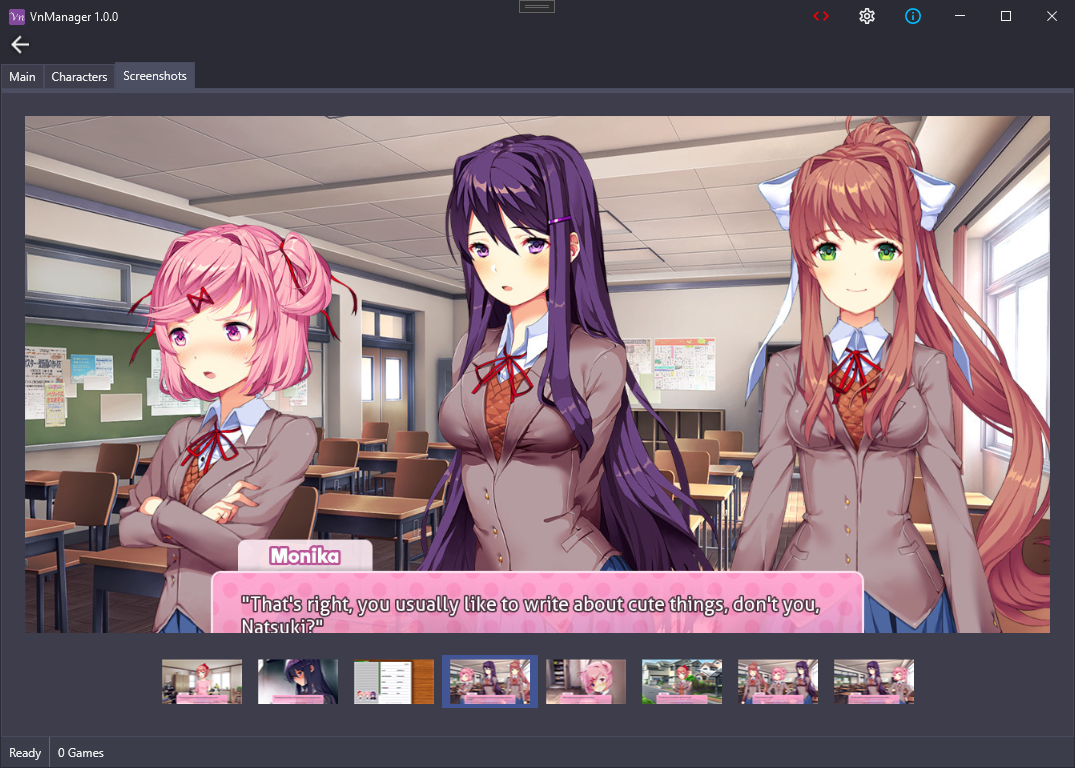 Vn VnManager 1.0.0
Main Characters Screenshots
Monika
"That's right, you usually like to write about cute things, don't you,
Natsuki?"
Ready 0 Games